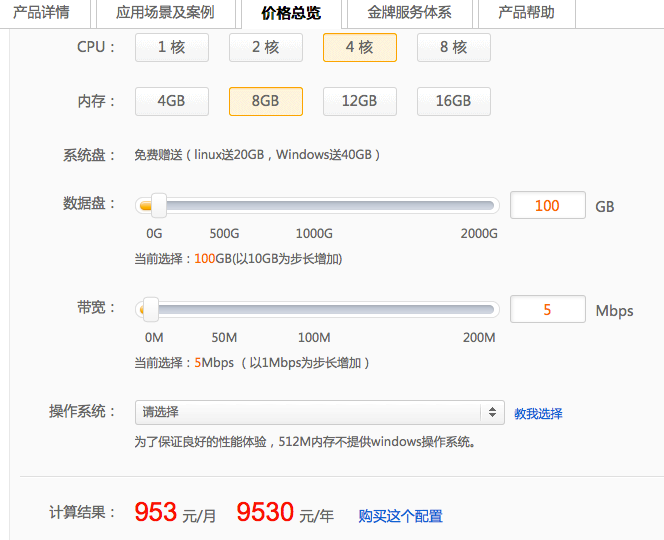 产品详情 应用场景及案例 价格总览 金牌服务体系 产品帮助
CPU： 1 核 2 核 4 核 8 核
内存： 4GB 8GB 12GB 16GB
系统盘： 免费赠送（linux送20GB，Windows送40GB）
数据盘： 100 GB
0G 500G 1000G 2000G
当前选择：100GB(以10GB为步长增加)
带宽： 5 Mbps
0M 50M 100M 200M
当前选择：5Mbps （以1Mbps为步长增加）
操作系统： 请选择 教我选择
为了保证良好的性能体验，512M内存不提供windows操作系统。
计算结果： 953 元/月 9530 元/年 购买这个配置